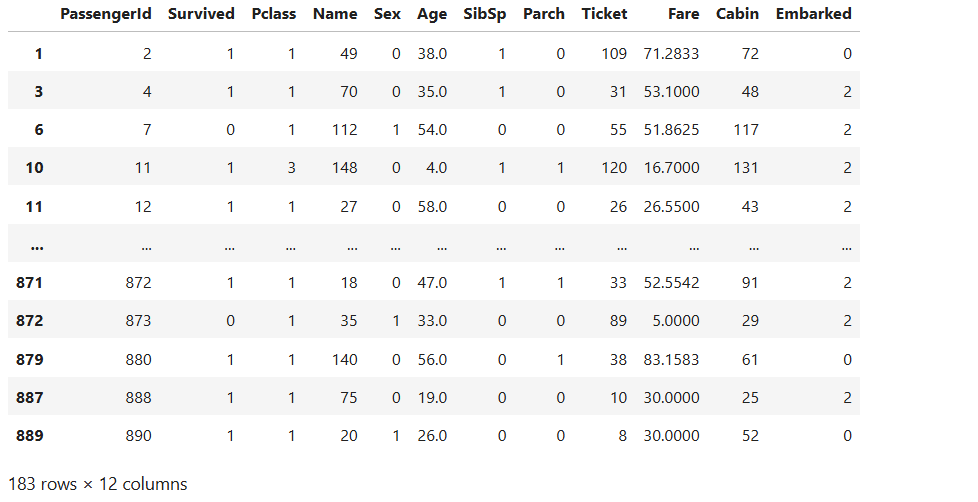 PassengerId Survived Pclass Name Sex Age SibSp Parch Ticket Fare Cabin Embarked
1 2 1 1 49 0 38.0 1 0 109 71.2833 72 0
3 4 1 1 70 0 35.0 1 0 31 53.1000 48 2
6 7 0 1 112 1 54.0 0 0 55 51.8625 117 2
10 11 1 3 148 0 4.0 1 1 120 16.7000 131 2
11 12 1 1 27 0 58.0 0 0 26 26.5500 43 2
... ... ... ... ... ... ... ... ... ... ... ... ...
871 872 1 1 18 0 47.0 1 1 33 52.5542 91 2
872 873 0 1 35 1 33.0 0 0 89 5.0000 29 2
879 880 1 1 140 0 56.0 0 1 38 83.1583 61 0
887 888 1 1 75 0 19.0 0 0 10 30.0000 25 2
889 890 1 1 20 1 26.0 0 0 8 30.0000 52 0
183 rows × 12 columns